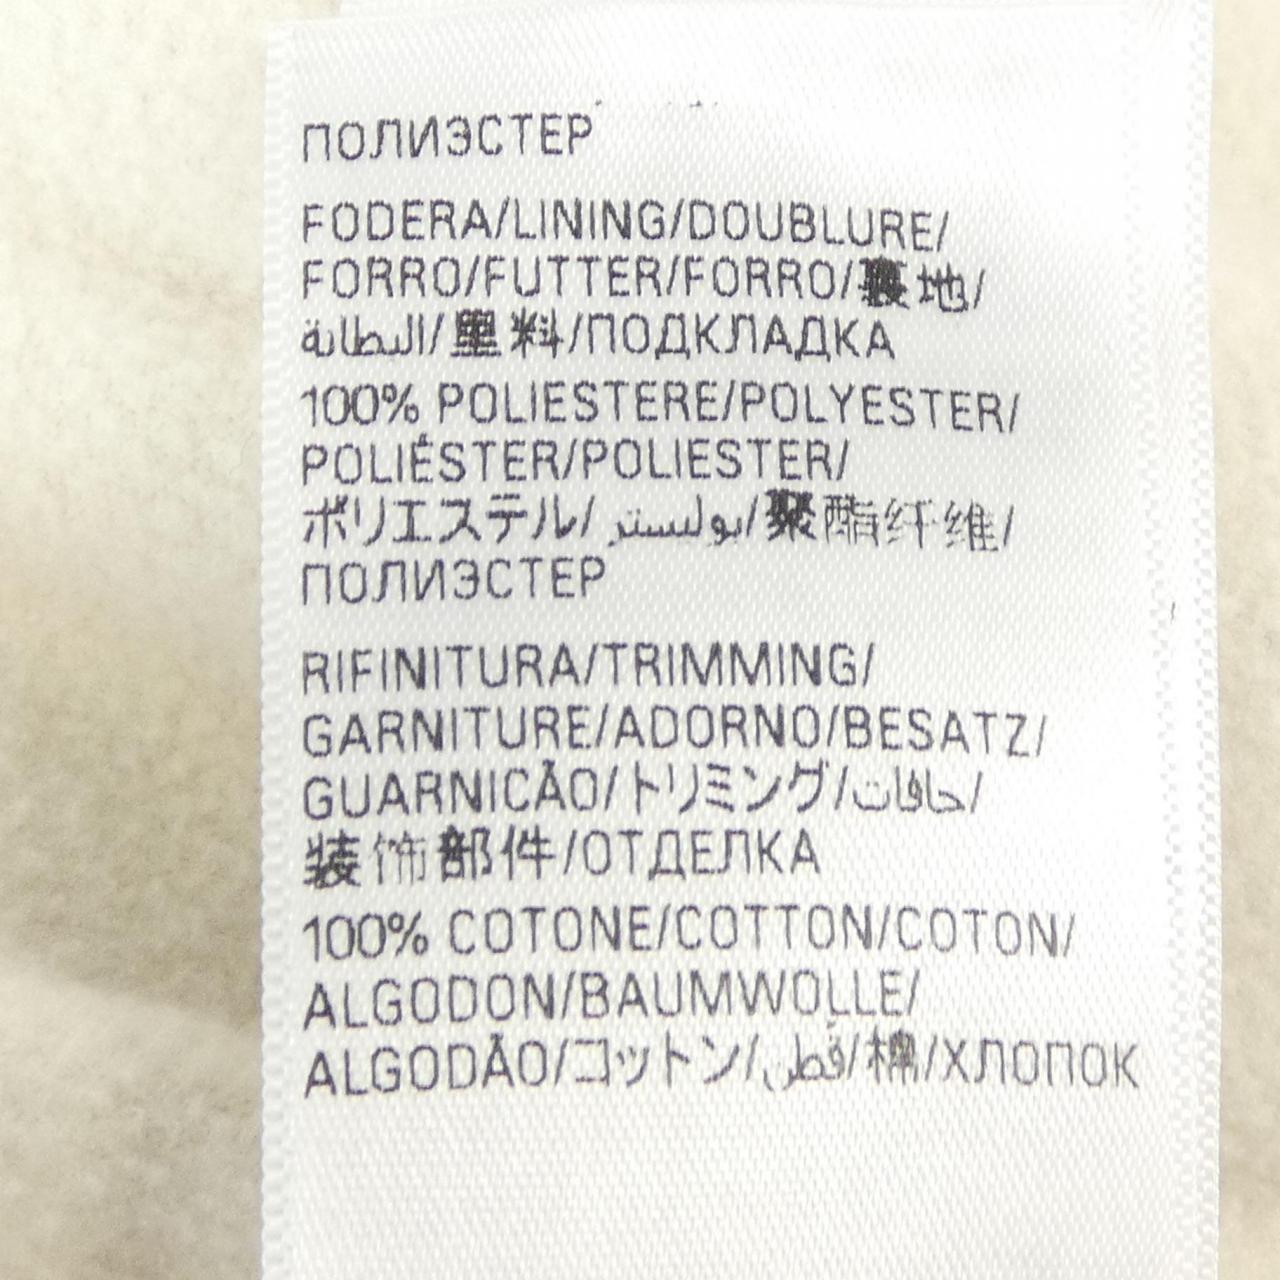 ПОЛИЭСТЕР
FODERA/LINING/DOUBLURE/
FORRO/FUTTER/FORRO/裏地/
البطانة/里料/ПОДКЛАДКА
100% POLIESTERE/POLYESTER/
POLIÉSTER/POLIESTER/
ポリエステル/بوليستر/聚酯纤维/
ПОЛИЭСТЕР
RIFINITURA/TRIMMING/
GARNITURE/ADORNO/BESATZ/
GUARNICÃO/トリミング/حافات/
装饰部件/ОТДЕЛКА
100% COTONE/COTTON/COTON/
ALGODON/BAUMWOLLE/
ALGODÃO/コットン/قطن/棉/ХЛОПОК